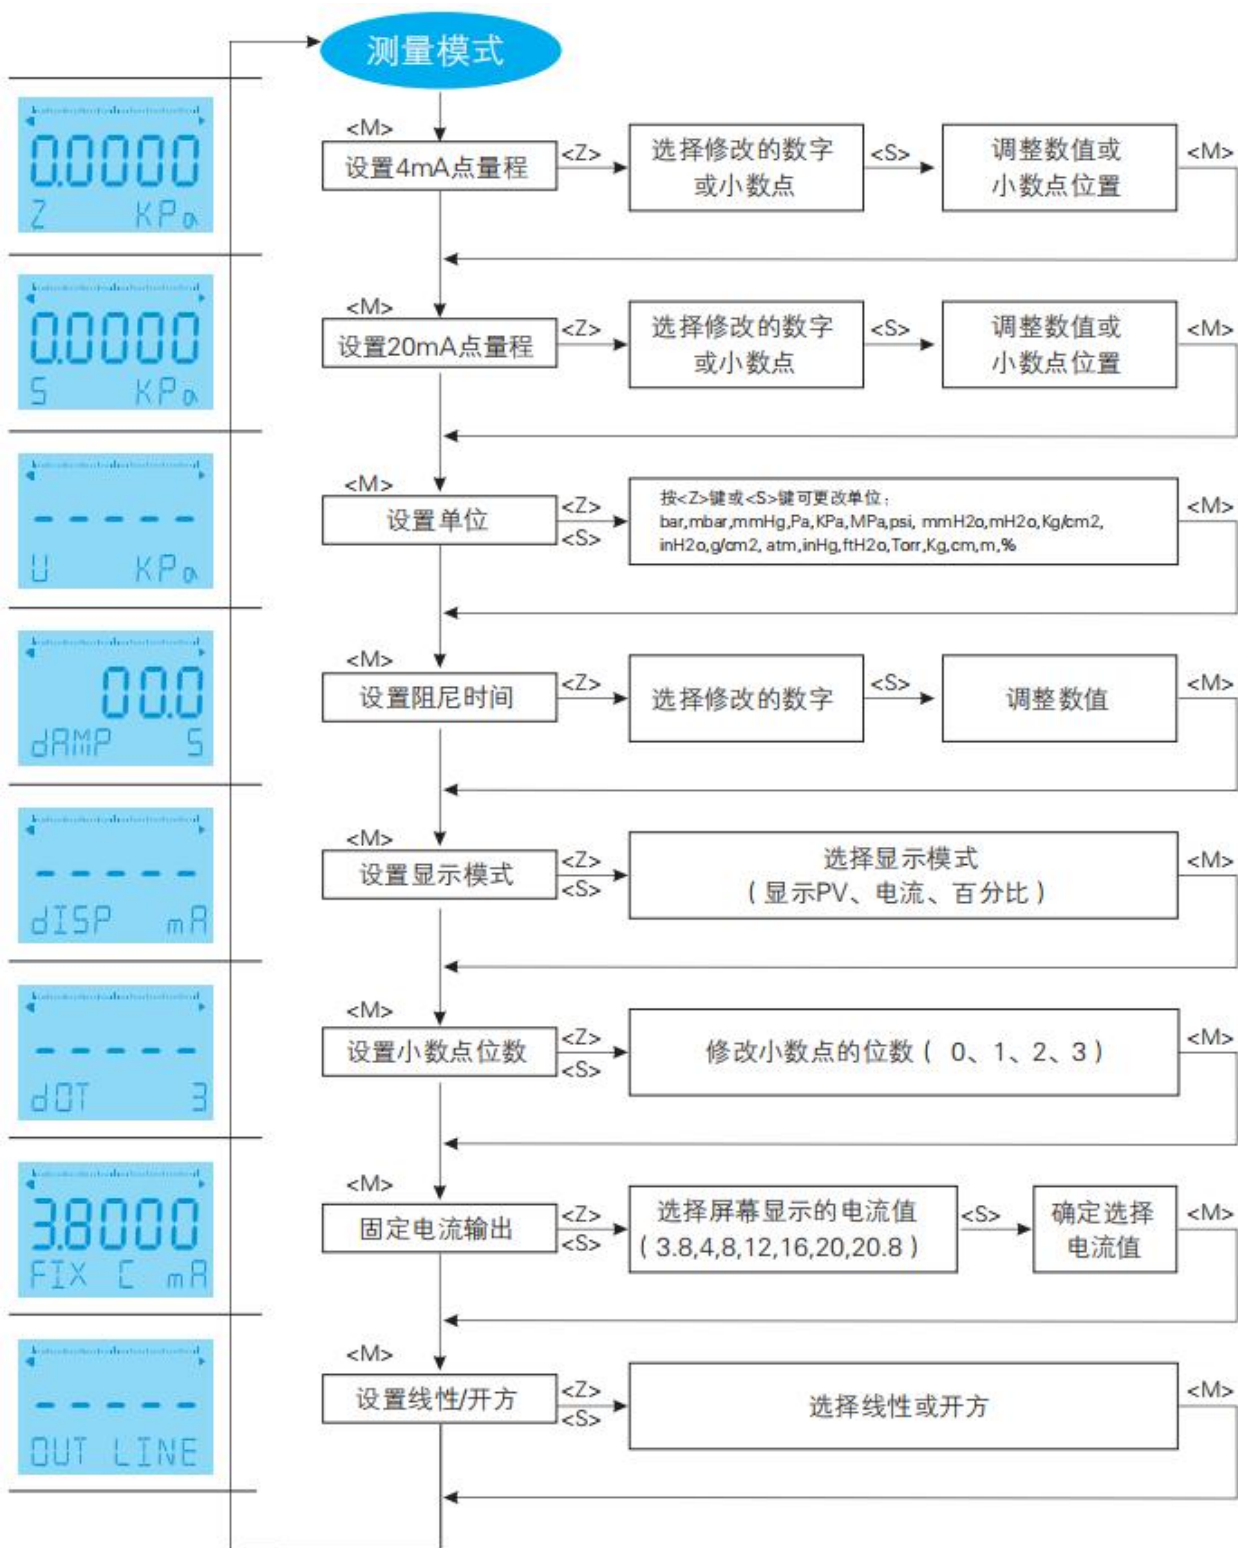 测量模式
0.0000
Z KPa
<M>
设置4mA点量程
<Z>
选择修改的数字
或小数点
<S>
调整数值或
小数点位置
<M>
0.0000
S KPa
<M>
设置20mA点量程
<Z>
选择修改的数字
或小数点
<S>
调整数值或
小数点位置
<M>
-----
U KPa
<M>
设置单位
<Z>
<S>
按<Z>键或<S>键可更改单位：
bar,mbar,mmHg,Pa,KPa,MPa,psi, mmH2o,mH2o,Kg/cm2,
inH2o,g/cm2, atm,inHg,ftH2o,Torr,Kg,cm,m,%
<M>
00.0
dAMP S
<M>
设置阻尼时间
<Z>
选择修改的数字
<S>
调整数值
<M>
-----
dISP mA
<M>
设置显示模式
<Z>
<S>
选择显示模式
（显示PV、电流、百分比）
<M>
-----
dOT 3
<M>
设置小数点位数
<Z>
<S>
修改小数点的位数（ 0、1、2、3 ）
<M>
3.8000
FIX C mA
<M>
固定电流输出
<Z>
<S>
选择屏幕显示的电流值
（3.8,4,8,12,16,20,20.8）
<S>
确定选择
电流值
<M>
-----
OUT LINE
<M>
设置线性/开方
<Z>
<S>
选择线性或开方
<M>